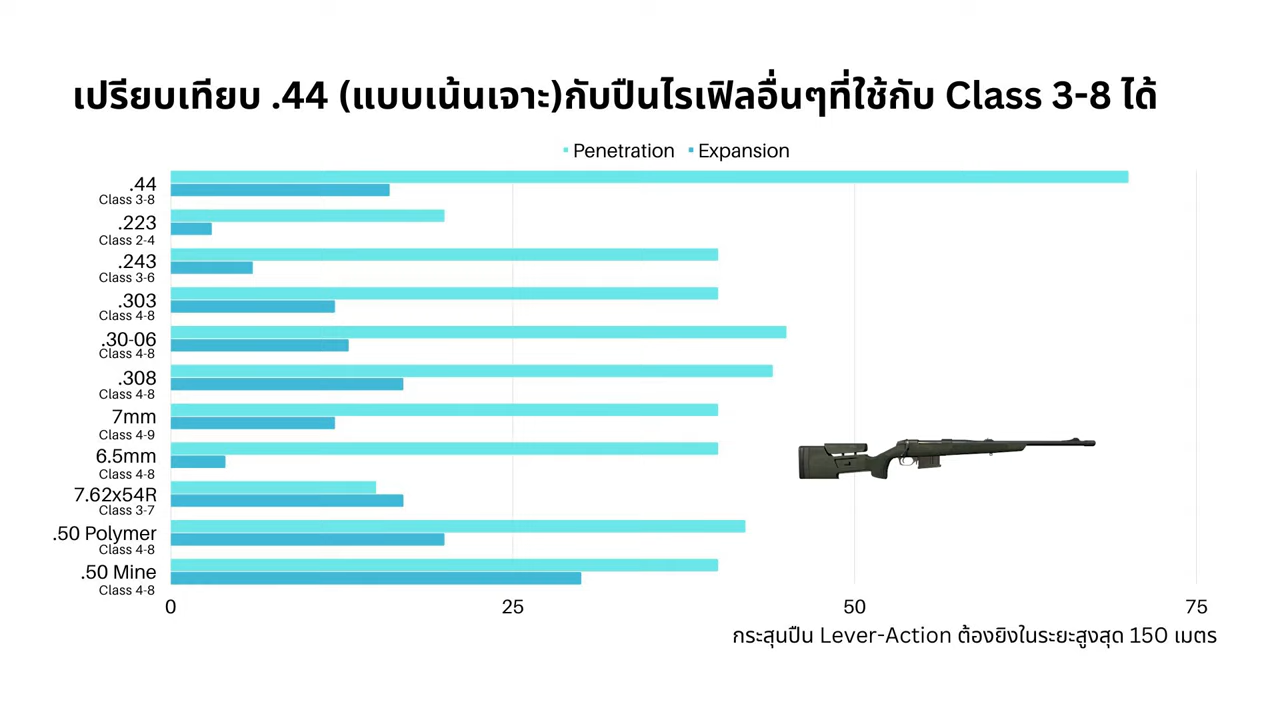 เปรียบเทียบ .44 (แบบเน้นเจาะ)กับปืนไรเฟิลอื่นๆที่ใช้กับ Class 3-8 ได้
Penetration Expansion
.44
Class 3-8
.223
Class 2-4
.243
Class 3-6
.303
Class 4-8
.30-06
Class 4-8
.308
Class 4-8
7mm
Class 4-9
6.5mm
Class 4-8
7.62x54R
Class 3-7
.50 Polymer
Class 4-8
.50 Mine
Class 4-8
0 25 50 75
กระสุนปืน Lever-Action ต้องยิงในระยะสูงสุด 150 เมตร